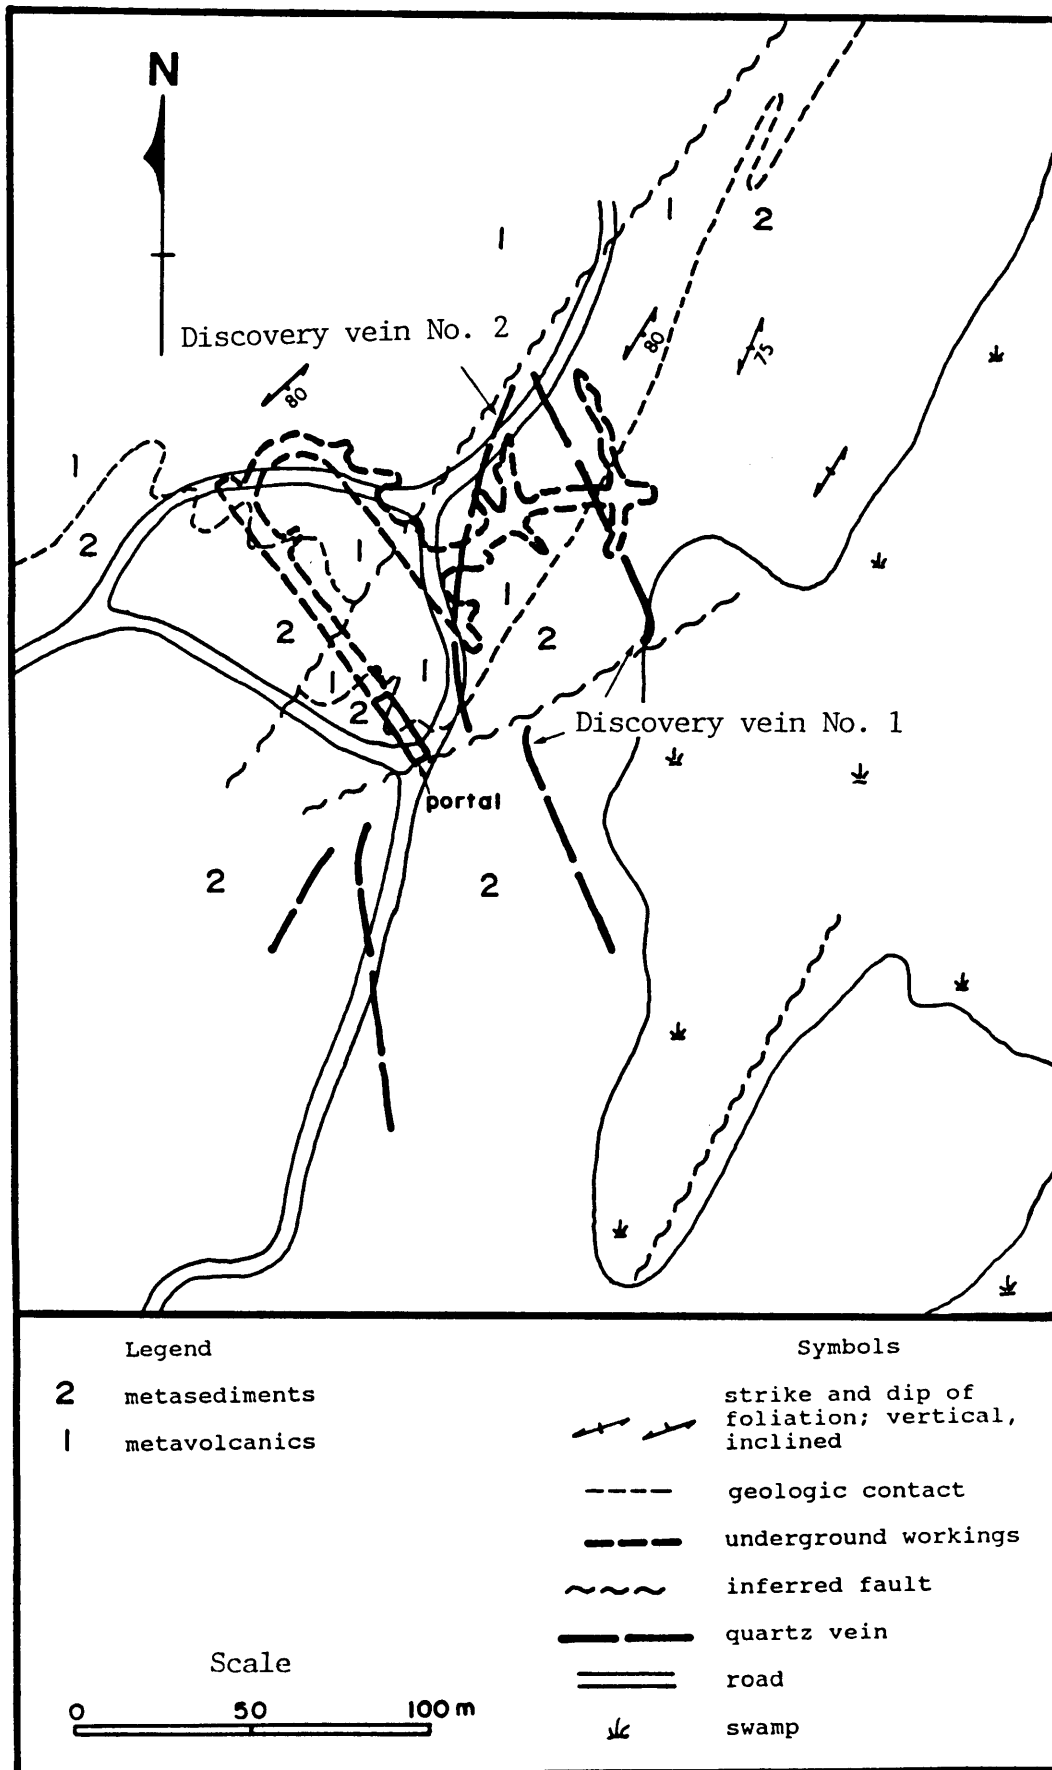 N
1
1
2
Discovery vein No. 2
80
75
80
1
2
1
1
2
2
1
1
2
Discovery vein No. 1
portal
2
2
Legend
2 metasediments
1 metavolcanics
Symbols
strike and dip of
foliation; vertical,
inclined
geologic contact
underground workings
inferred fault
quartz vein
road
swamp
Scale
0 50 100 m